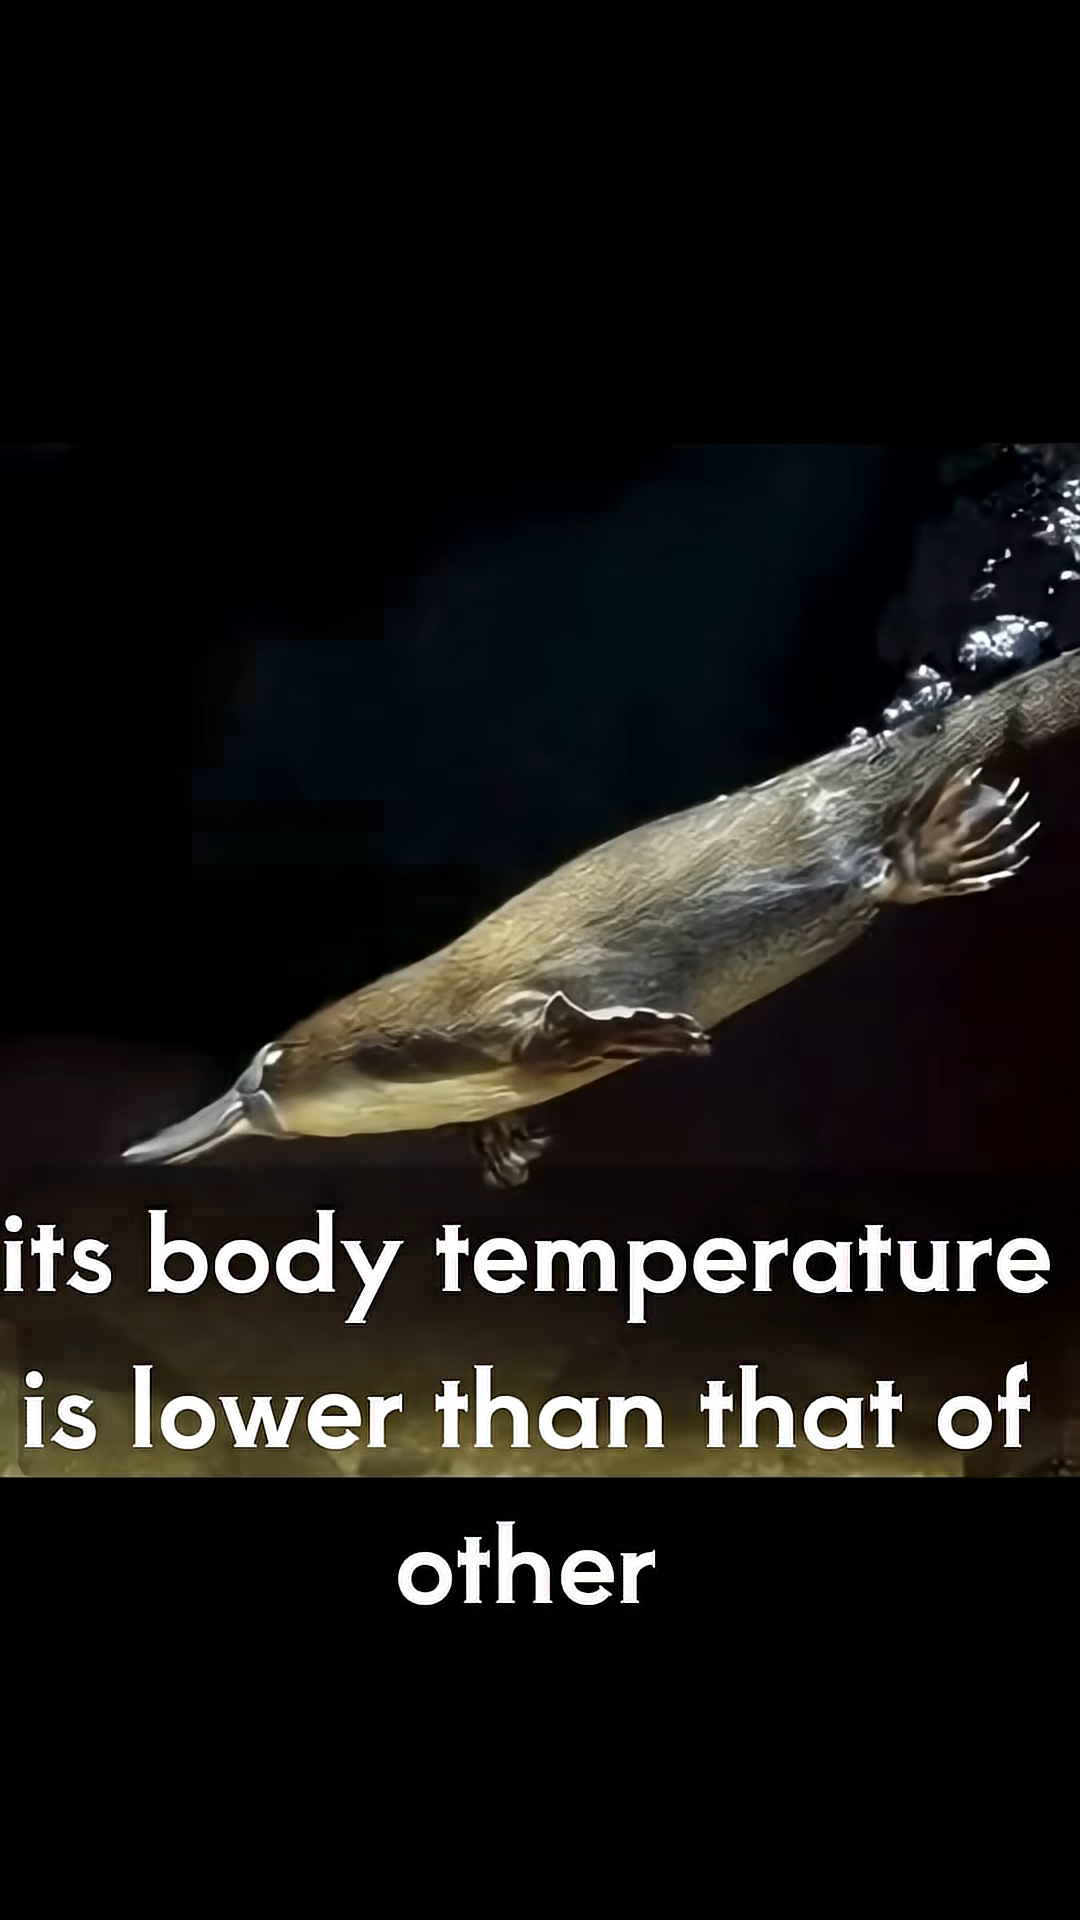 its body temperature
is lower than that of
other